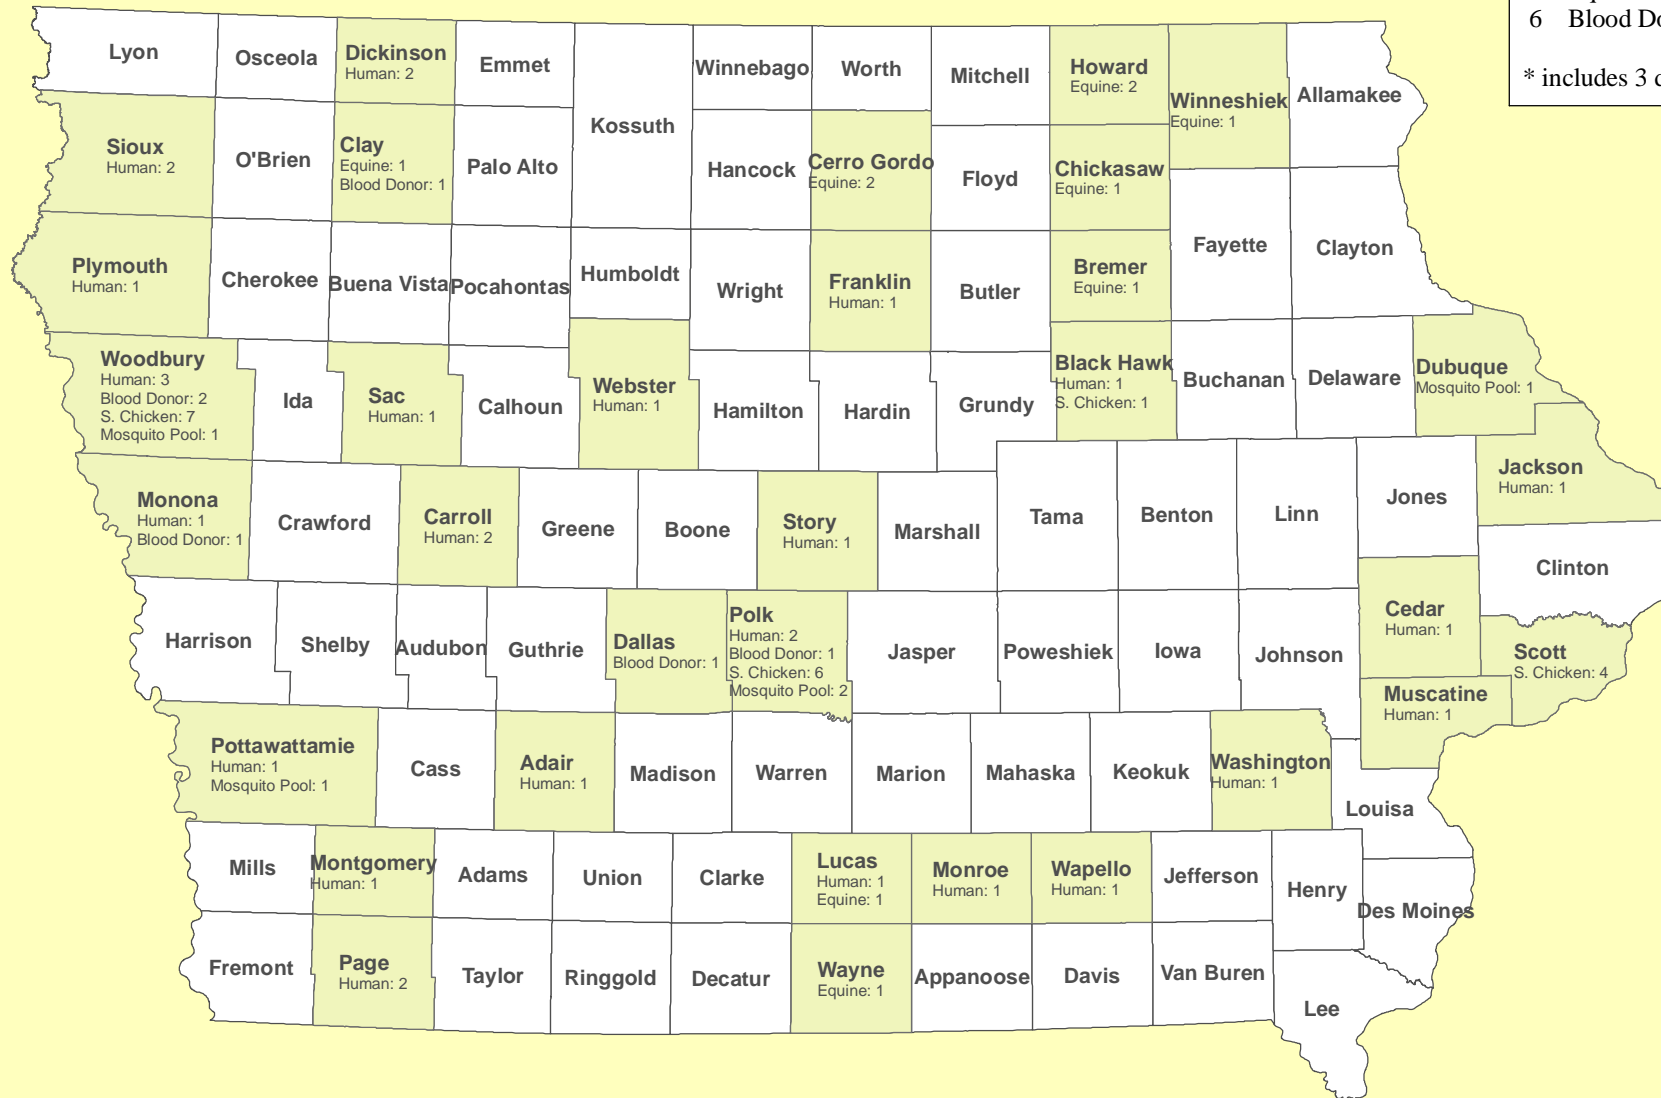 6 Blood Do
* includes 3 d
Lyon
Osceola
Dickinson
Human: 2
Emmet
Kossuth
Winnebago
Worth
Mitchell
Howard
Equine: 2
Winneshiek
Equine: 1
Allamakee
Sioux
Human: 2
O'Brien
Clay
Equine: 1
Blood Donor: 1
Palo Alto
Hancock
Cerro Gordo
Equine: 2
Floyd
Chickasaw
Equine: 1
Fayette
Clayton
Plymouth
Human: 1
Cherokee
Buena Vista
Pocahontas
Humboldt
Wright
Franklin
Human: 1
Butler
Bremer
Equine: 1
Woodbury
Human: 3
Blood Donor: 2
S. Chicken: 7
Mosquito Pool: 1
Ida
Sac
Human: 1
Calhoun
Webster
Human: 1
Hamilton
Hardin
Grundy
Black Hawk
Human: 1
S. Chicken: 1
Buchanan
Delaware
Dubuque
Mosquito Pool: 1
Monona
Human: 1
Blood Donor: 1
Crawford
Carroll
Human: 2
Greene
Boone
Story
Human: 1
Marshall
Tama
Benton
Linn
Jones
Jackson
Human: 1
Clinton
Harrison
Shelby
Audubon
Guthrie
Dallas
Blood Donor: 1
Polk
Human: 2
Blood Donor: 1
S. Chicken: 6
Mosquito Pool: 2
Jasper
Poweshiek
Iowa
Johnson
Cedar
Human: 1
Scott
S. Chicken: 4
Muscatine
Human: 1
Pottawattamie
Human: 1
Mosquito Pool: 1
Cass
Adair
Human: 1
Madison
Warren
Marion
Mahaska
Keokuk
Washington
Human: 1
Louisa
Mills
Montgomery
Human: 1
Adams
Union
Clarke
Lucas
Human: 1
Equine: 1
Monroe
Human: 1
Wapello
Human: 1
Jefferson
Henry
Des Moines
Fremont
Page
Human: 2
Taylor
Ringgold
Decatur
Wayne
Equine: 1
Appanoose
Davis
Van Buren
Lee